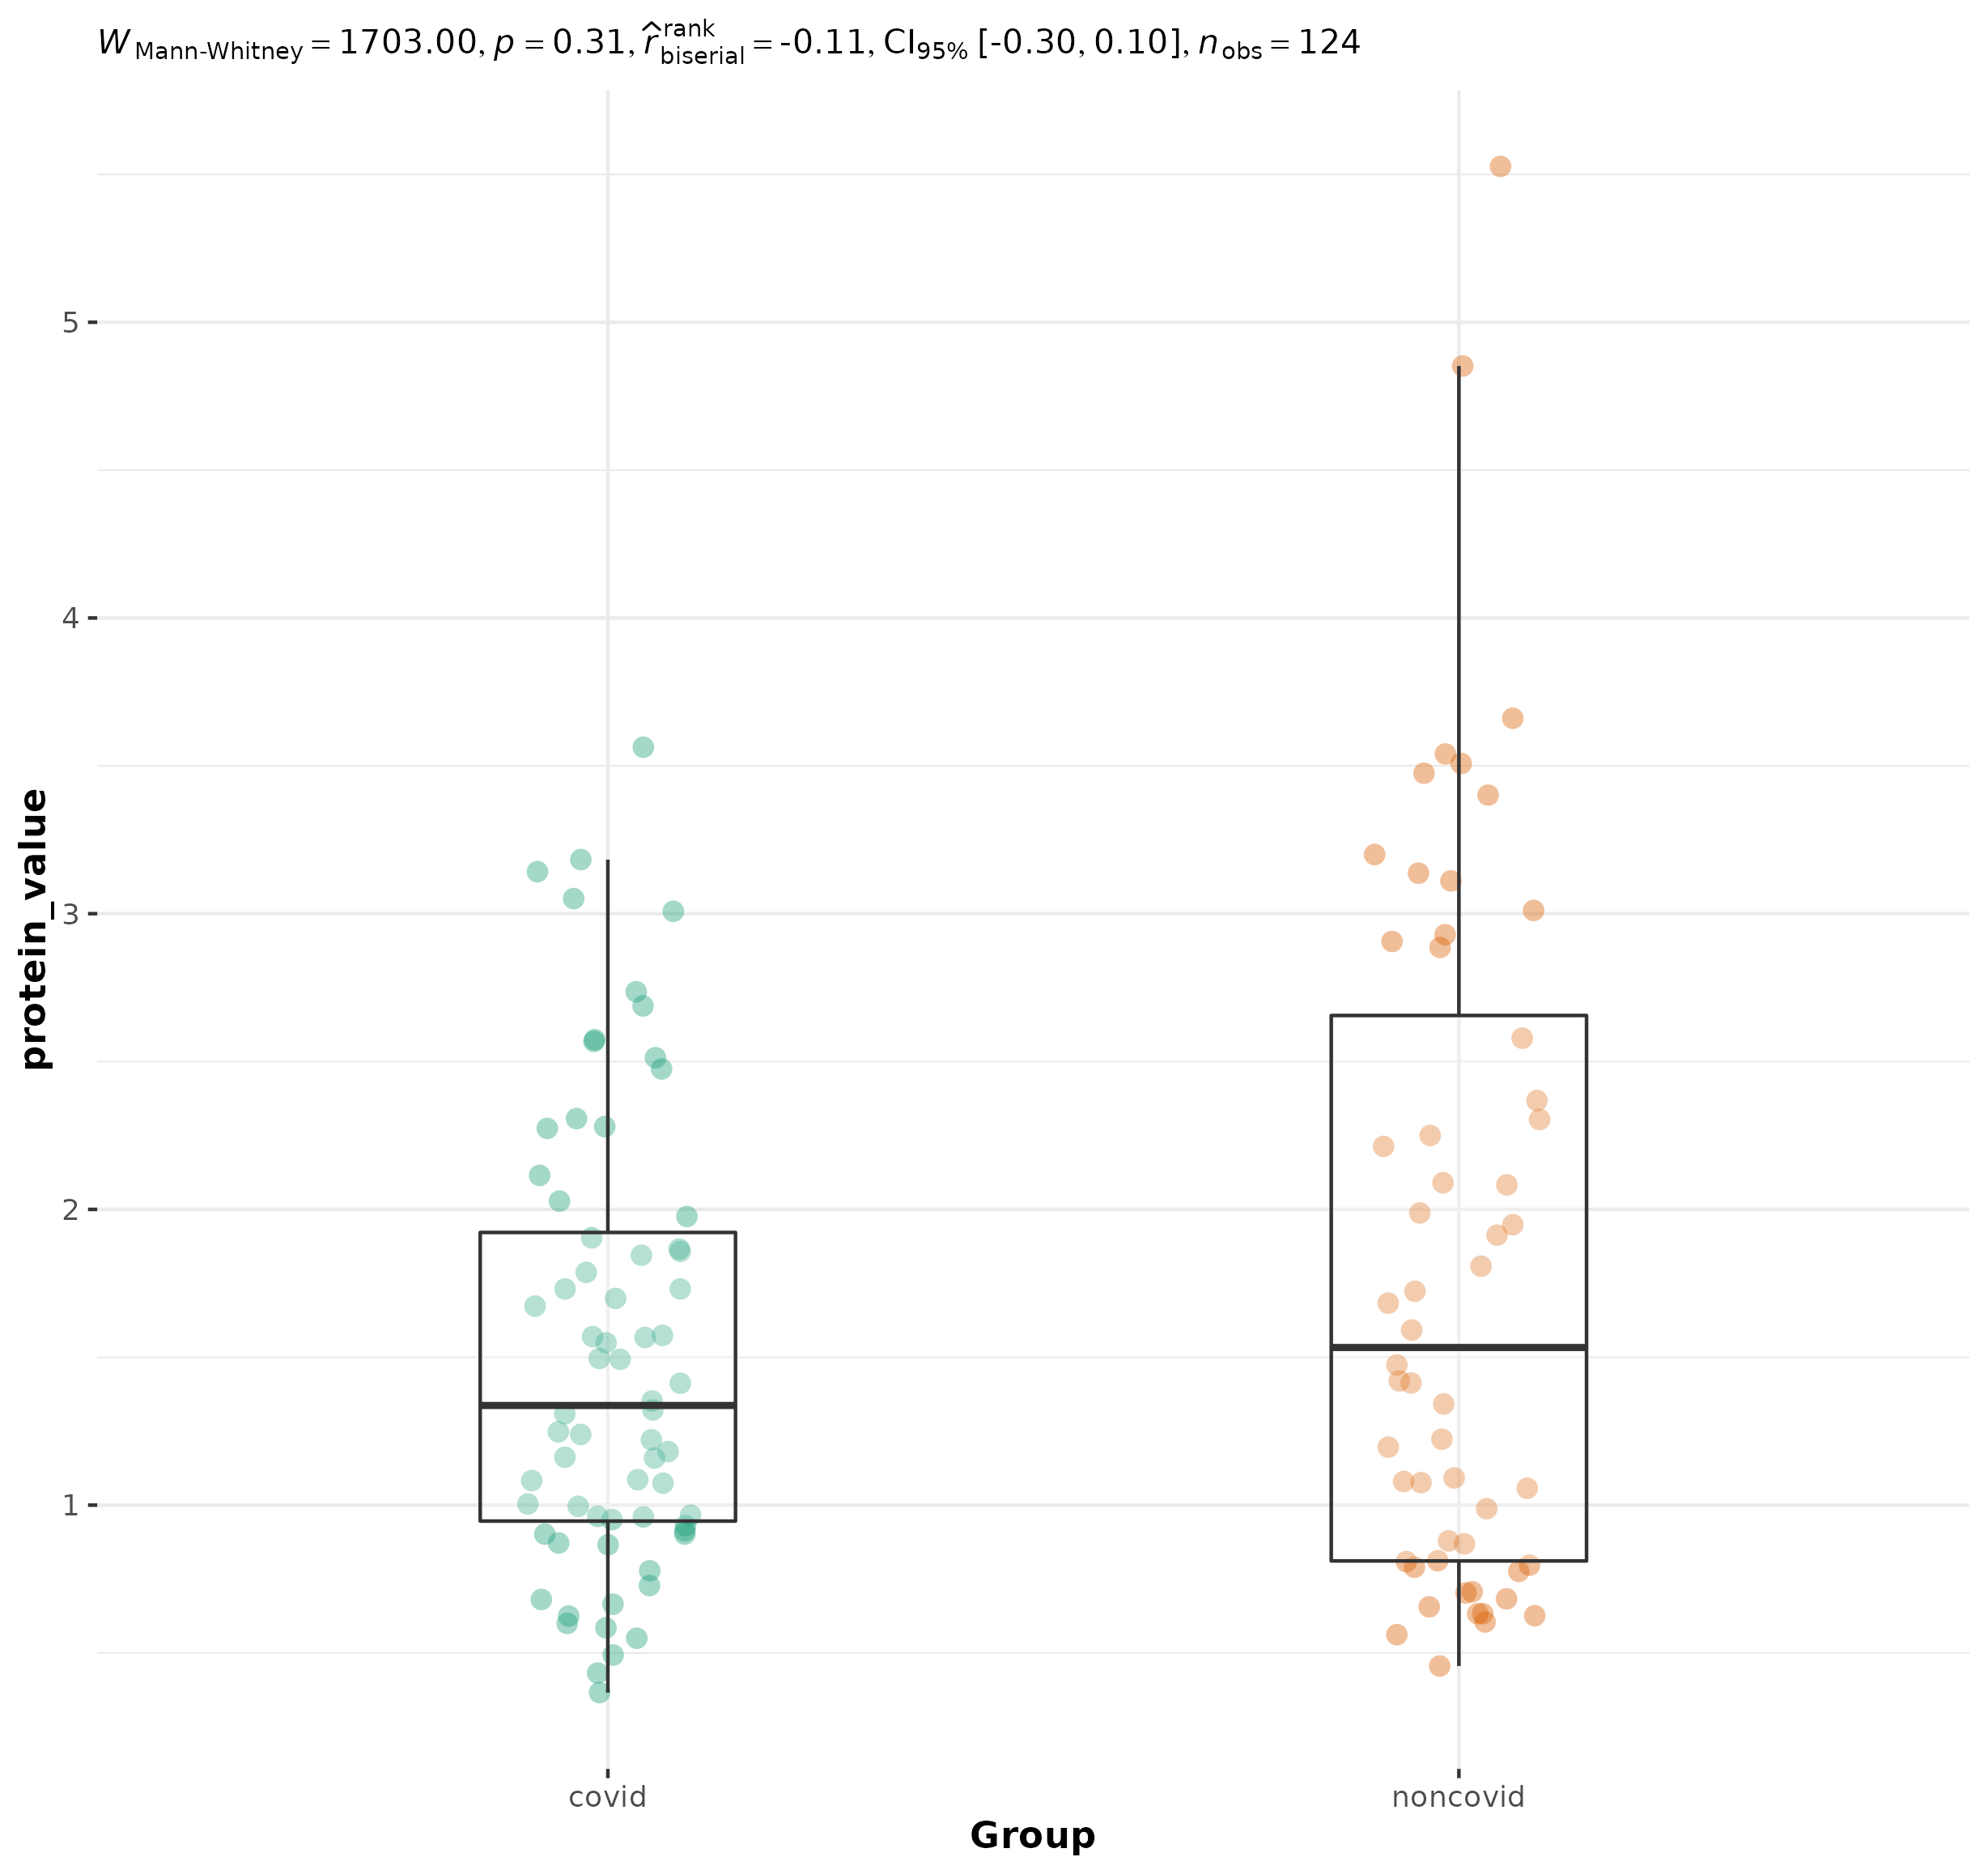 W Mann-Whitney = 1703.00, p = 0.31, r̂ rank biserial = -0.11, CI95% [-0.30, 0.10], nobs = 124
protein_value
5
4
3
2
1
covid noncovid
Group